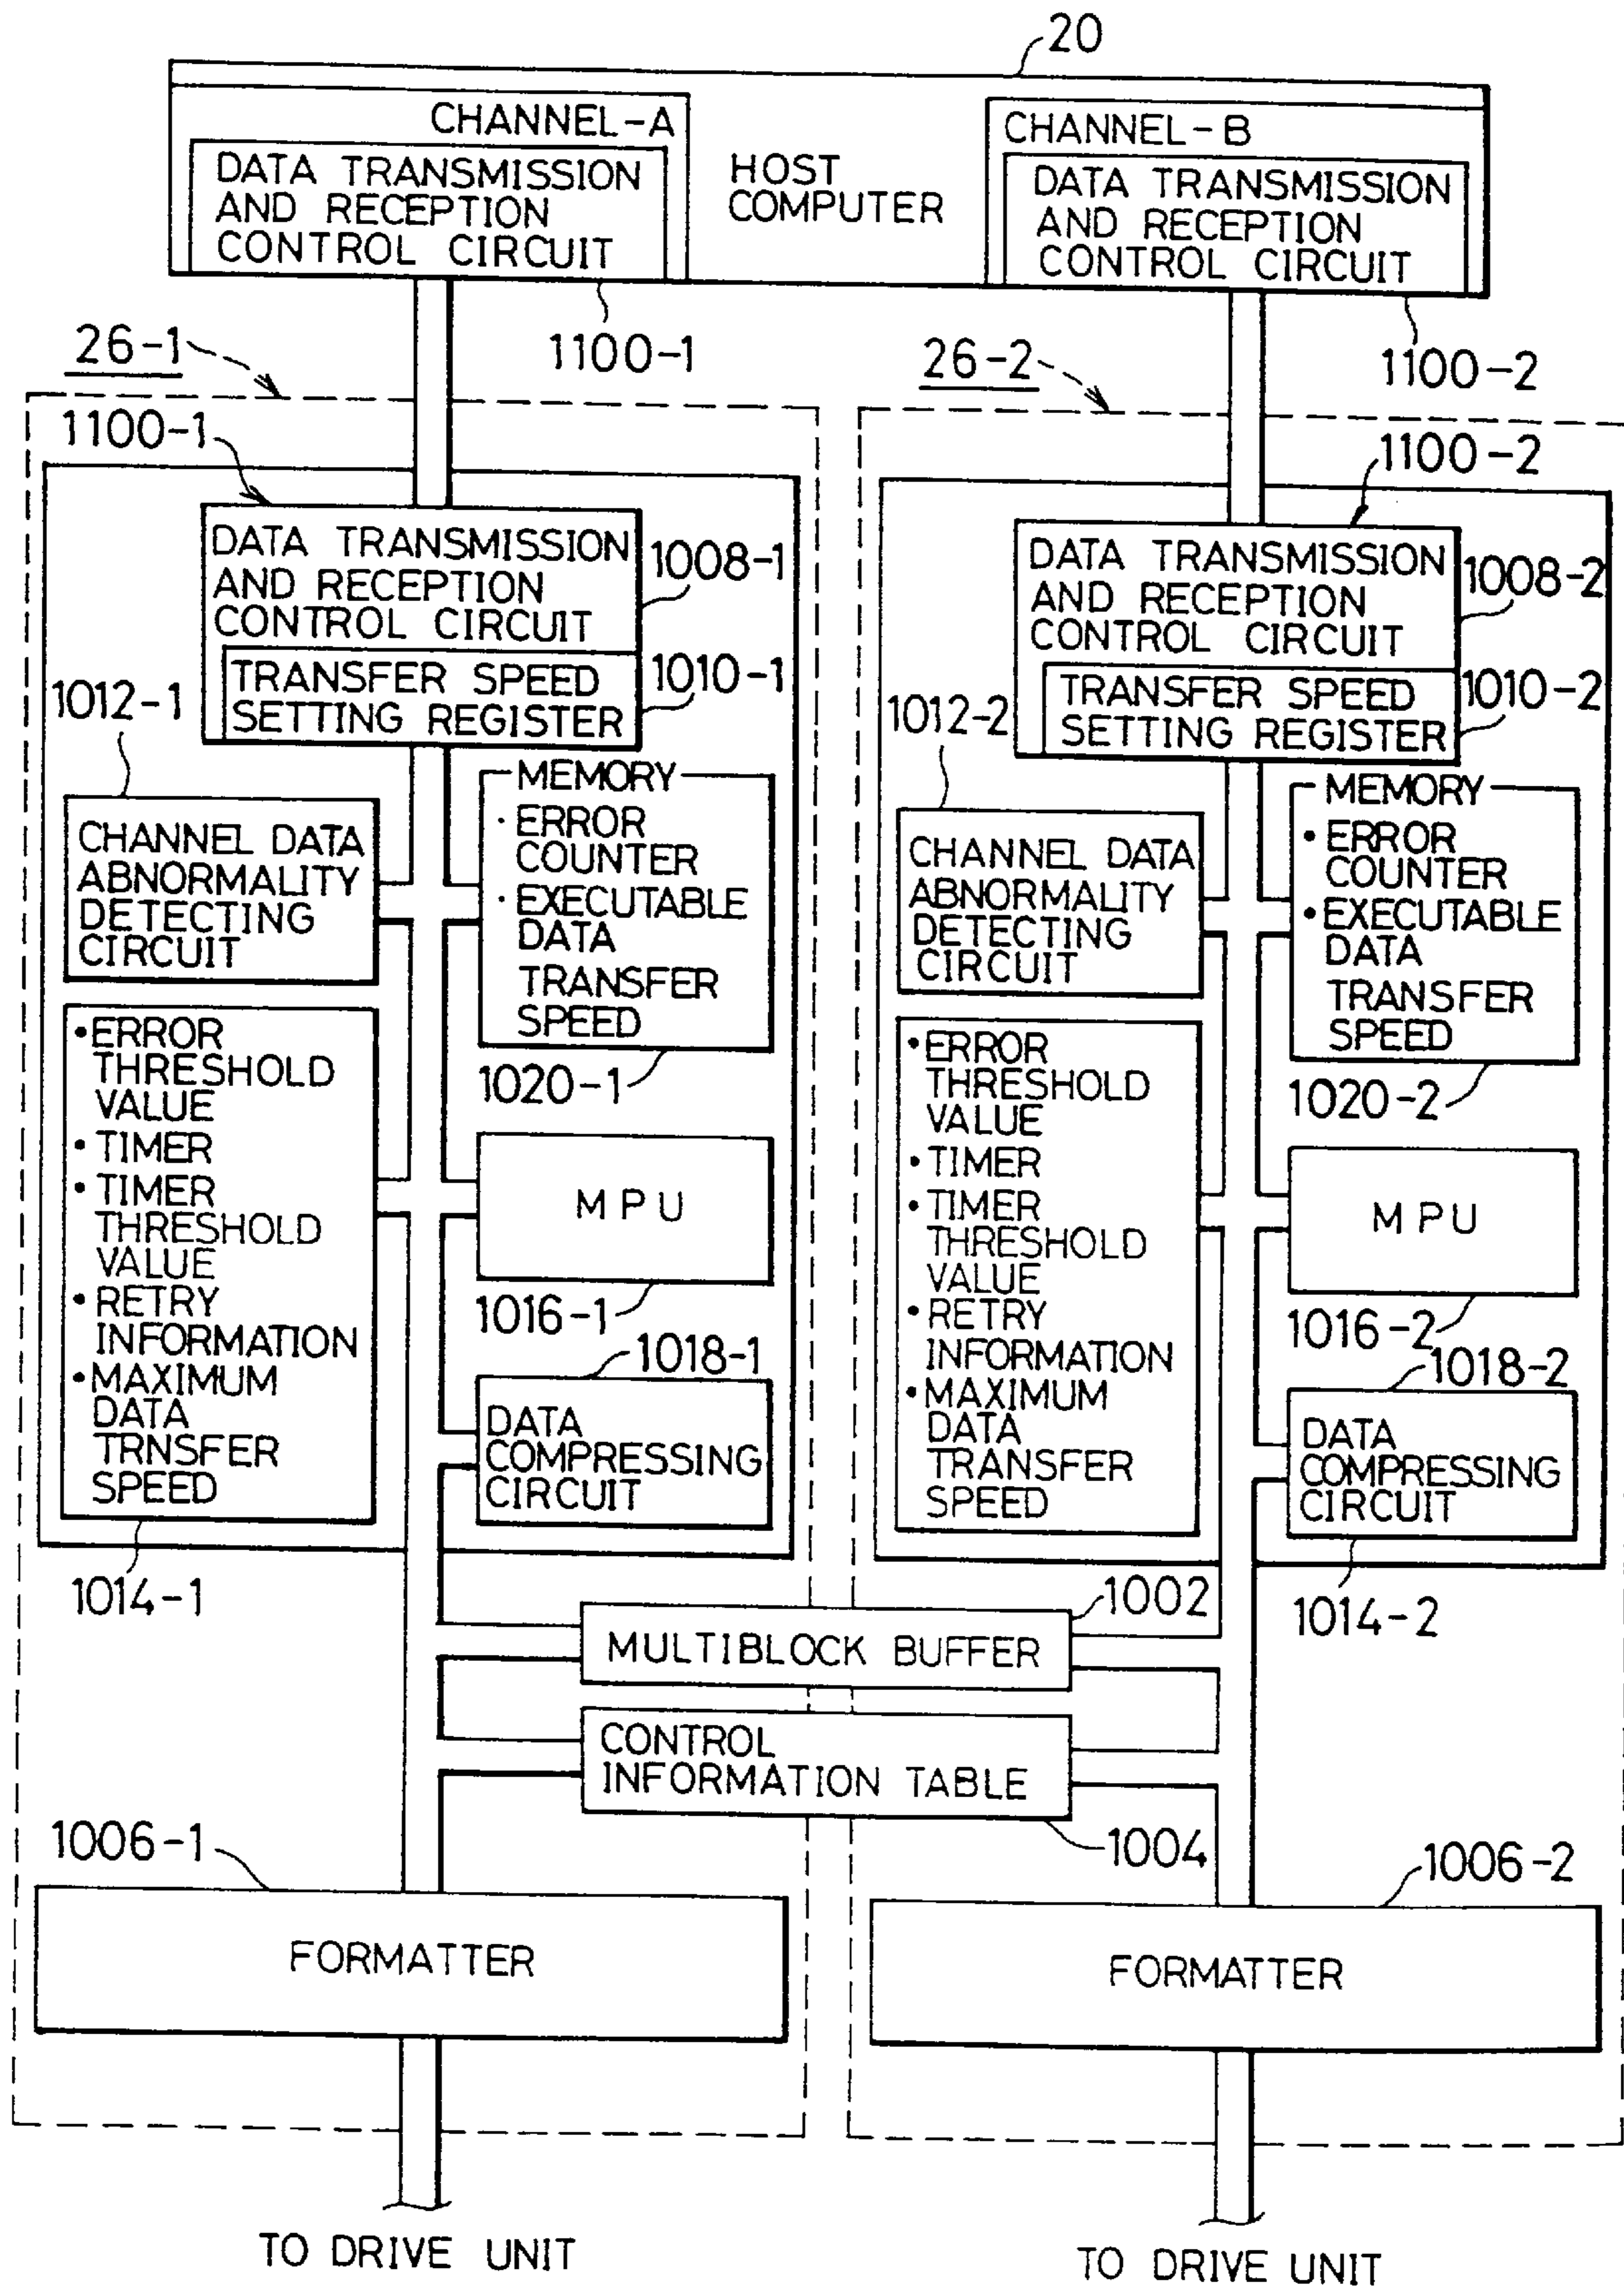 20
CHANNEL-A
DATA TRANSMISSION
AND RECEPTION
CONTROL CIRCUIT
HOST
COMPUTER
CHANNEL-B
DATA TRANSMISSION
AND RECEPTION
CONTROL CIRCUIT
1100-1
1100-2
26-1
26-2
1100-1
DATA TRANSMISSION
AND RECEPTION
CONTROL CIRCUIT
1008-1
TRANSFER SPEED
SETTING REGISTER
1010-1
1012-1
CHANNEL DATA
ABNORMALITY
DETECTING
CIRCUIT
MEMORY
· ERROR
COUNTER
· EXECUTABLE
DATA
TRANSFER
SPEED
1020-1
• ERROR
THRESHOLD
VALUE
• TIMER
• TIMER
THRESHOLD
VALUE
• RETRY
INFORMATION
• MAXIMUM
DATA
TRNSFER
SPEED
1014-1
MPU
1016-1
1018-1
DATA
COMPRESSING
CIRCUIT
1100-2
DATA TRANSMISSION
AND RECEPTION
CONTROL CIRCUIT
1008-2
TRANSFER SPEED
SETTING REGISTER
1010-2
1012-2
CHANNEL DATA
ABNORMALITY
DETECTING
CIRCUIT
MEMORY
• ERROR
COUNTER
• EXECUTABLE
DATA
TRANSFER
SPEED
1020-2
• ERROR
THRESHOLD
VALUE
• TIMER
• TIMER
THRESHOLD
VALUE
• RETRY
INFORMATION
• MAXIMUM
DATA
TRANSFER
SPEED
MPU
1016-2
1018-2
DATA
COMPRESSING
CIRCUIT
1014-2
1002
MULTIBLOCK BUFFER
CONTROL
INFORMATION TABLE
1004
1006-1
FORMATTER
1006-2
FORMATTER
TO DRIVE UNIT
TO DRIVE UNIT